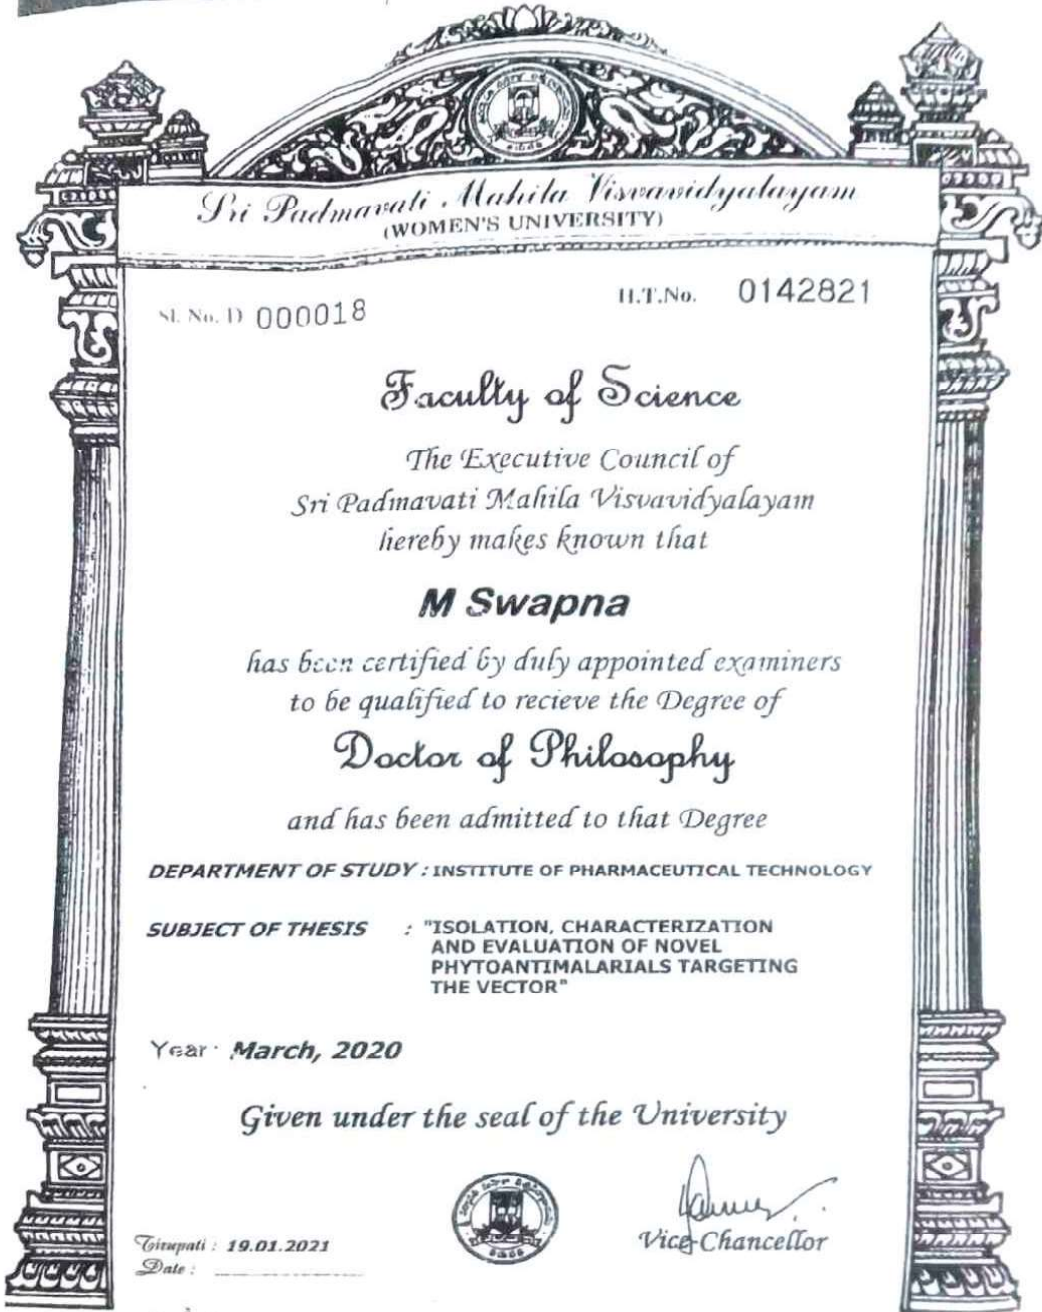 Sri Padmavati Mahila Visvavidyalayam
(WOMEN'S UNIVERSITY)
Sl. No. D 000018
H.T.No. 0142821
Faculty of Science
The Executive Council of
Sri Padmavati Mahila Visvavidyalayam
hereby makes known that
M Swapna
has been certified by duly appointed examiners
to be qualified to recieve the Degree of
Doctor of Philosophy
and has been admitted to that Degree
DEPARTMENT OF STUDY : INSTITUTE OF PHARMACEUTICAL TECHNOLOGY
SUBJECT OF THESIS : "ISOLATION, CHARACTERIZATION
AND EVALUATION OF NOVEL
PHYTOANTIMALARIALS TARGETING
THE VECTOR"
Year : March, 2020
Given under the seal of the University
Tirupati : 19.01.2021
Date :
Vice-Chancellor